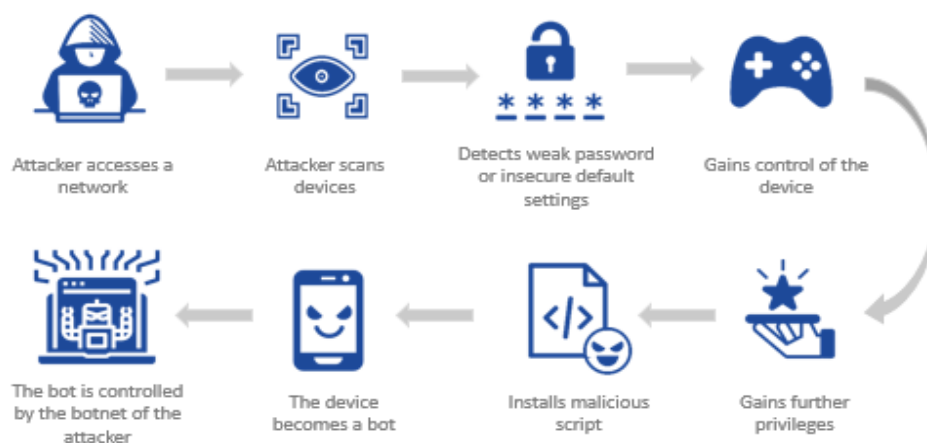 Attacker accesses a
network
Attacker scans
devices
Detects weak password
or insecure default
settings
Gains control of the
device
The bot is controlled
by the botnet of the
attacker
The device
becomes a bot
Installs malicious
script
Gains further
privileges